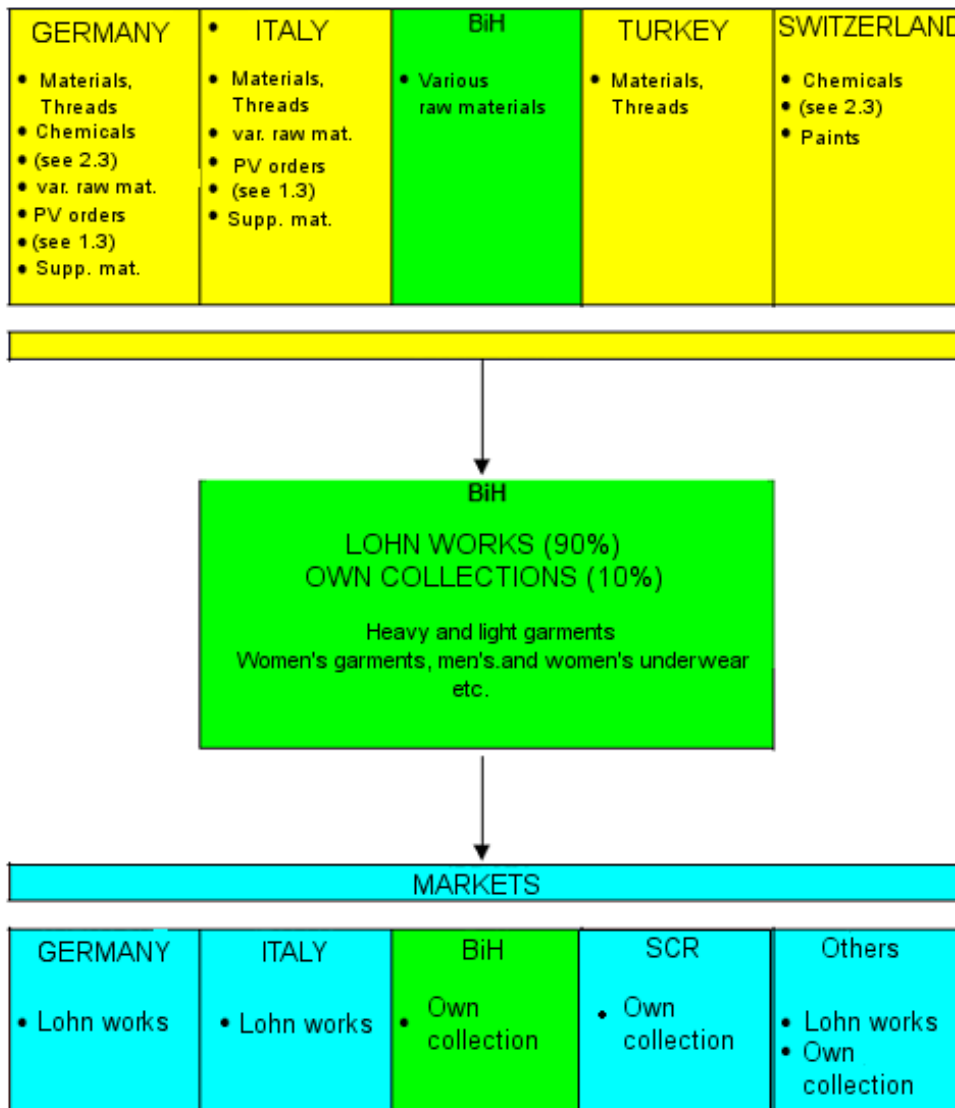 GERMANY
• Materials,
Threads
• Chemicals
• (see 2.3)
• var. raw mat.
• PV orders
• (see 1.3)
• Supp. mat.
• ITALY
• Materials,
Threads
• var. raw mat.
• PV orders
• (see 1.3)
• Supp. mat.
BiH
• Various
raw materials
TURKEY
• Materials,
Threads
SWITZERLAND
• Chemicals
• (see 2.3)
• Paints
BiH
LOHN WORKS (90%)
OWN COLLECTIONS (10%)
Heavy and light garments
Women's garments, men's.and women's underwear
etc.
MARKETS
GERMANY
• Lohn works
ITALY
• Lohn works
BiH
• Own
collection
SCR
• Own
collection
Others
• Lohn works
• Own
collection